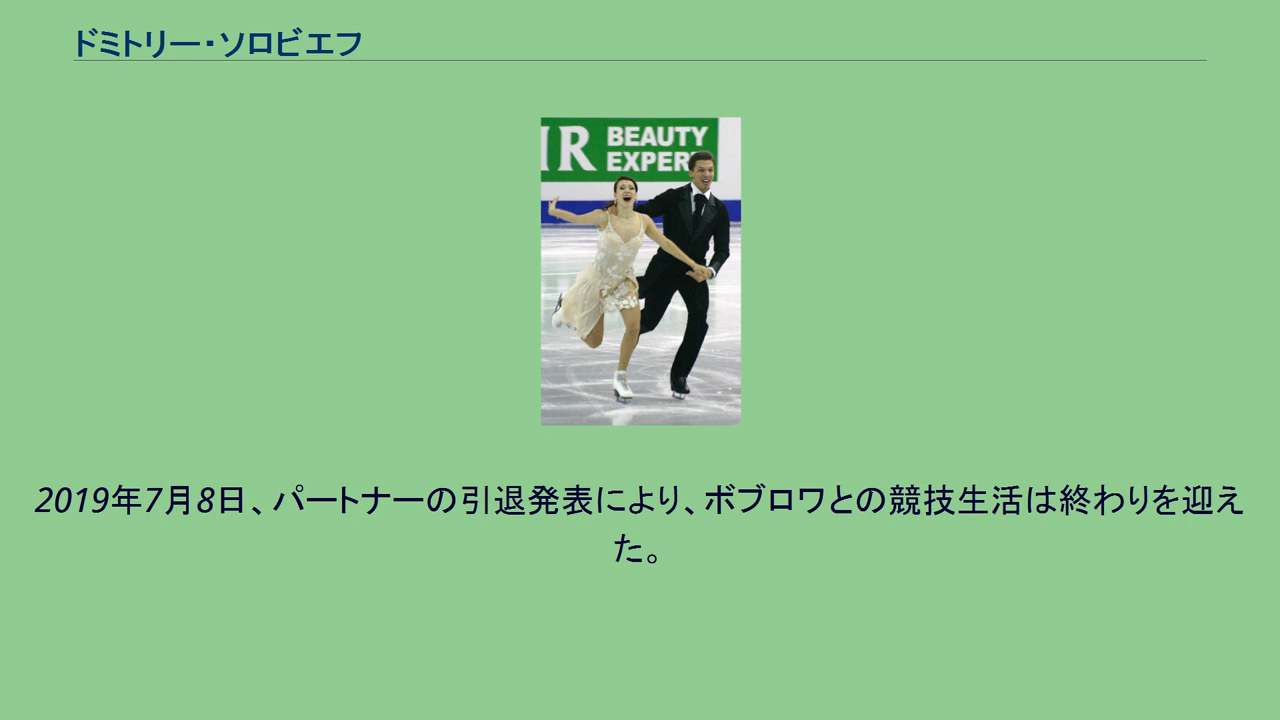 ドミトリー・ソロビエフ
IR BEAUTY
EXPERT
2019年7月8日、パートナーの引退発表により、ボブロワとの競技生活は終わりを迎え
た。